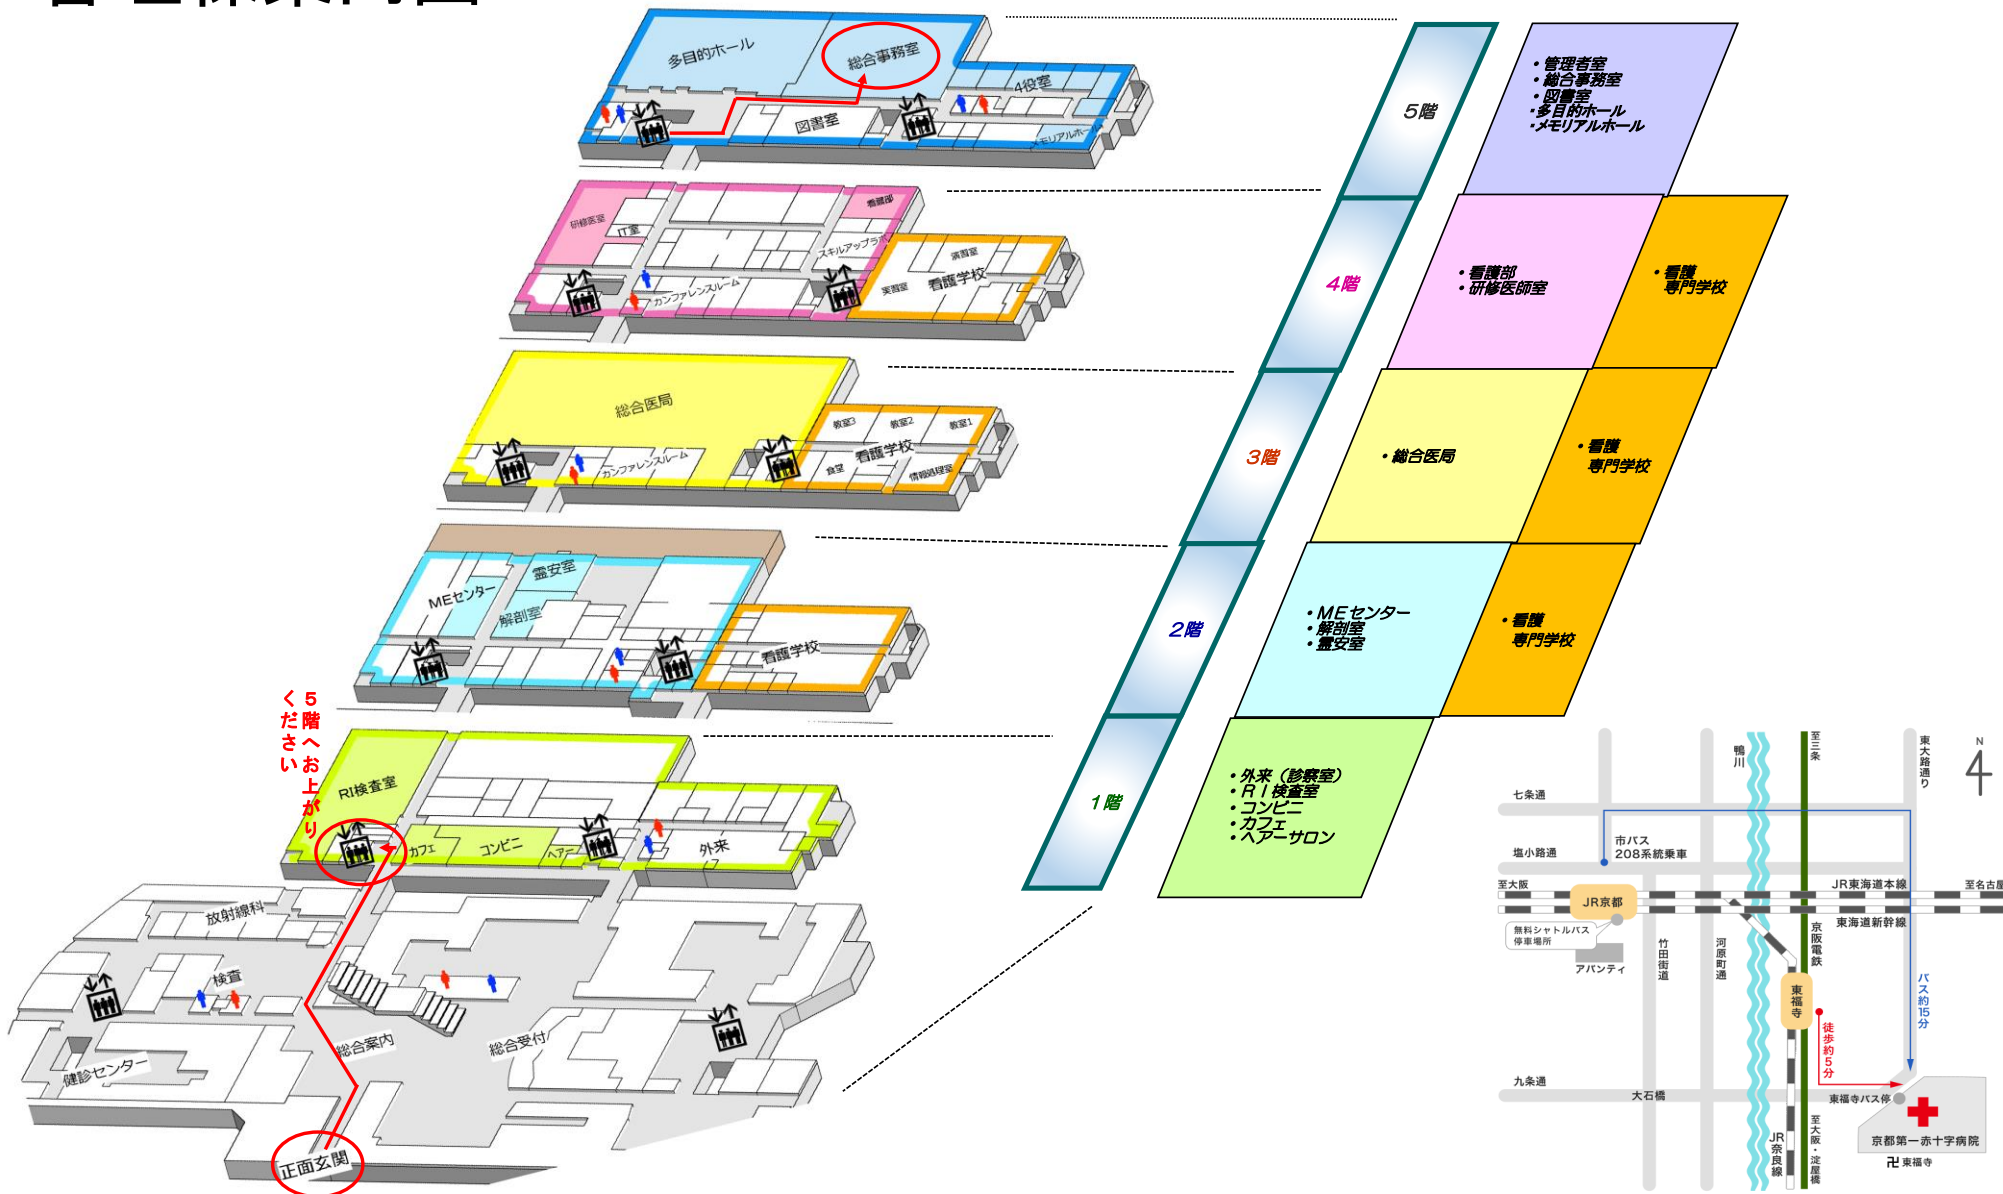 多目的ホール
総合事務室
4役室
図書室
メモリアルホール
研修医室
IT室
看護部
スキルアップラボ
カンファレンスルーム
演習室
実習室
看護学校
総合医局
カンファレンスルーム
教室3
教室2
教室1
看護学校
食堂
情報処理室
MEセンター
霊安室
解剖室
看護学校
5階へお上がり
ください
RI検査室
カフェ
コンビニ
ヘアー
外来
放射線科
検査
総合案内
総合受付
健診センター
正面玄関
5階
4階
3階
2階
1階
・管理者室
・総合事務室
・図書室
・多目的ホール
・メモリアルホール
・看護部
・研修医師室
・看護
専門学校
・総合医局
・看護
専門学校
・MEセンター
・解剖室
・霊安室
・看護
専門学校
・外来（診察室）
・RI検査室
・コンビニ
・カフェ
・ヘアーサロン
鴨川
至三条
東大路通り
N
七条通
市バス
208系統乗車
塩小路通
至大阪
JR東海道本線
至名古屋
JR京都
東海道新幹線
無料シャトルバス
停車場所
アバンティ
竹田街道
河原町通
京阪電鉄
東福寺
バス約15分
徒歩約5分
九条通
大石橋
東福寺バス停
JR奈良線
至大阪・淀屋橋
京都第一赤十字病院
卍東福寺